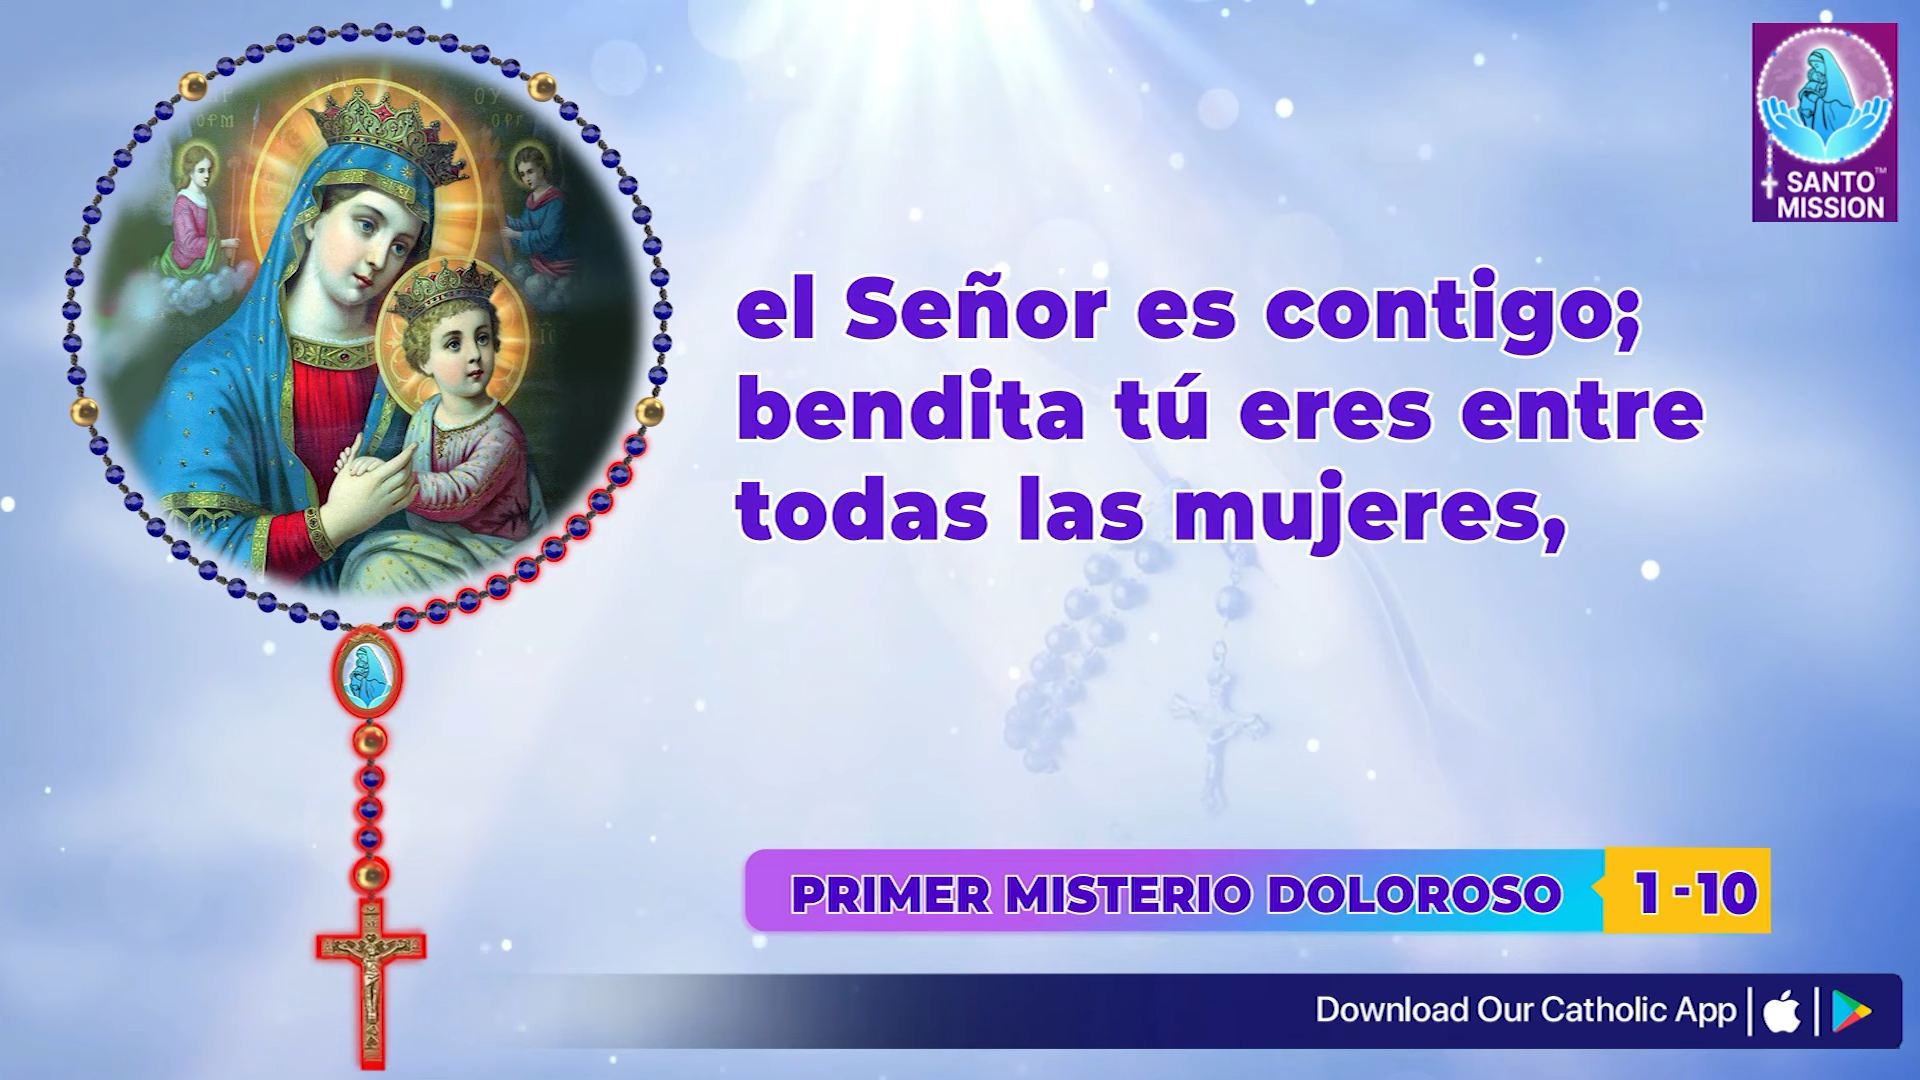 SANTO
MISSION
el Señor es contigo;
bendita tú eres entre
todas las mujeres,
PRIMER MISTERIO DOLOROSO 1 - 10
Download Our Catholic App